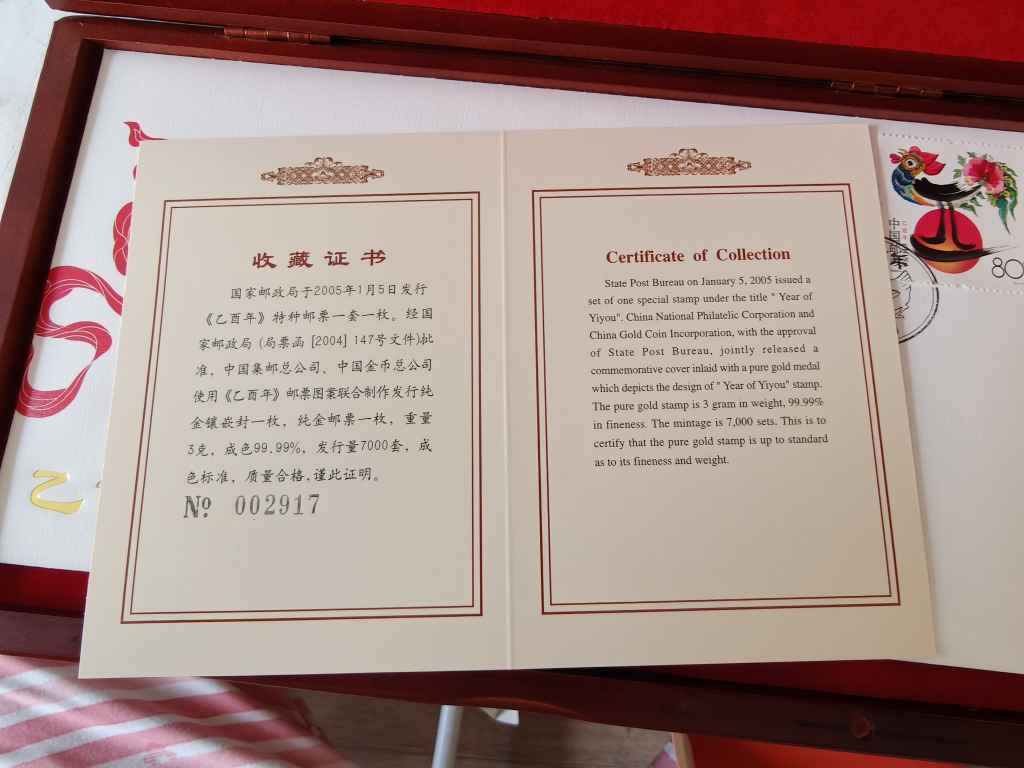 收藏证书
国家邮政局于2005年1月5日发行
《乙酉年》特种邮票一套一枚。经国
家邮政局(局票函[2004]147号文件)批
准，中国集邮总公司、中国金币总公司
使用《乙酉年》邮票图案联合制作发行纯
金镶嵌封一枚，纯金邮票一枚，重量
3克，成色99.99%，发行量7000套，成
色标准，质量合格,谨此证明。
№ 002917
Certificate of Collection
State Post Bureau on January 5, 2005 issued a
set of one special stamp under the title " Year of
Yiyou". China National Philatelic Corporation and
China Gold Coin Incorporation, with the approval
of State Post Bureau, jointly released a
commemorative cover inlaid with a pure gold medal
which depicts the design of " Year of Yiyou" stamp.
The pure gold stamp is 3 gram in weight, 99.99%
in fineness. The mintage is 7,000 sets. This is to
certify that the pure gold stamp is up to standard
as to its fineness and weight.
乙
中国邮政
80